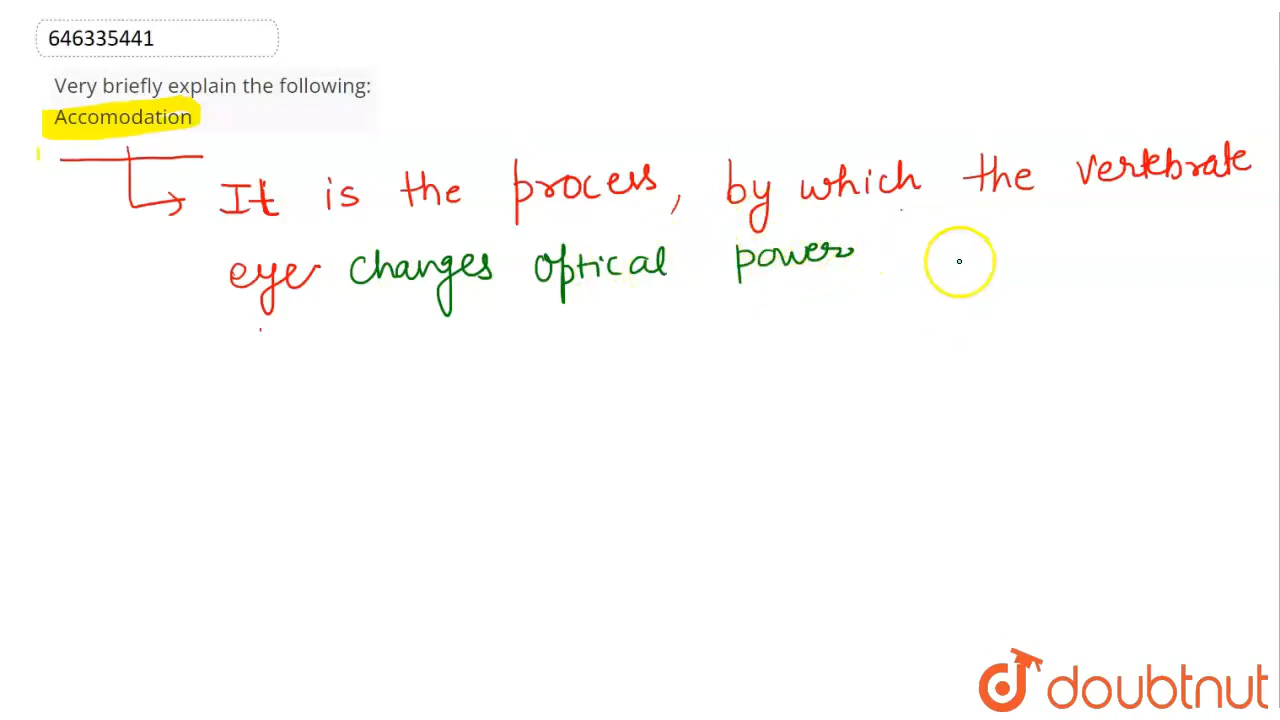 646335441
Very briefly explain the following:
Accomodation
It is the process, by which the vertebrate
eye changes optical power
doubtnut